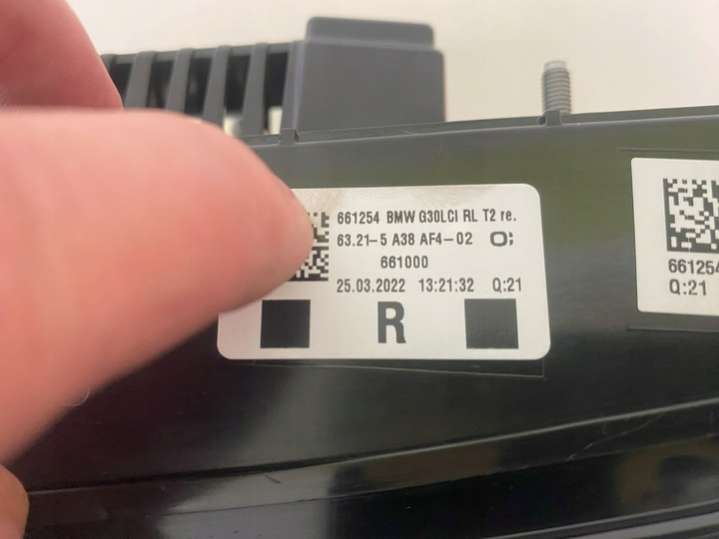 661254 BMW G30LCI RL T2 re.
63.21-5 A38 AF4-02
661000
25.03.2022 13:21:32 Q:21
R
661254
Q:21